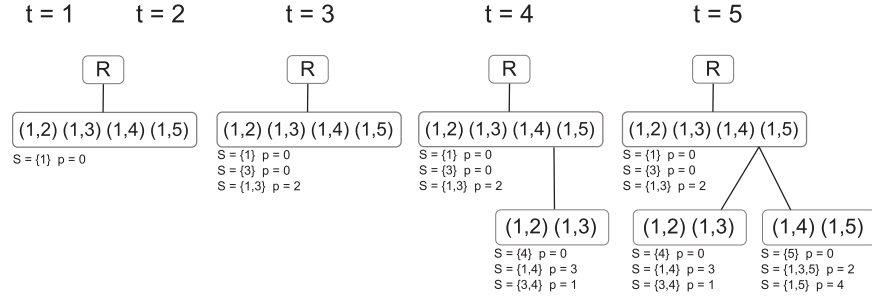 t = 1 t = 2 t = 3 t = 4 t = 5
R R R R
(1,2) (1,3) (1,4) (1,5) (1,2) (1,3) (1,4) (1,5) (1,2) (1,3) (1,4) (1,5) (1,2) (1,3) (1,4) (1,5)
S = {1} p = 0 S = {1} p = 0 S = {1} p = 0 S = {1} p = 0
S = {3} p = 0 S = {3} p = 0 S = {3} p = 0
S = {1,3} p = 2 S = {1,3} p = 2 S = {1,3} p = 2
(1,2) (1,3) (1,2) (1,3) (1,4) (1,5)
S = {4} p = 0 S = {4} p = 0 S = {5} p = 0
S = {1,4} p = 3 S = {1,4} p = 3 S = {1,3,5} p = 2
S = {3,4} p = 1 S = {3,4} p = 1 S = {1,5} p = 4